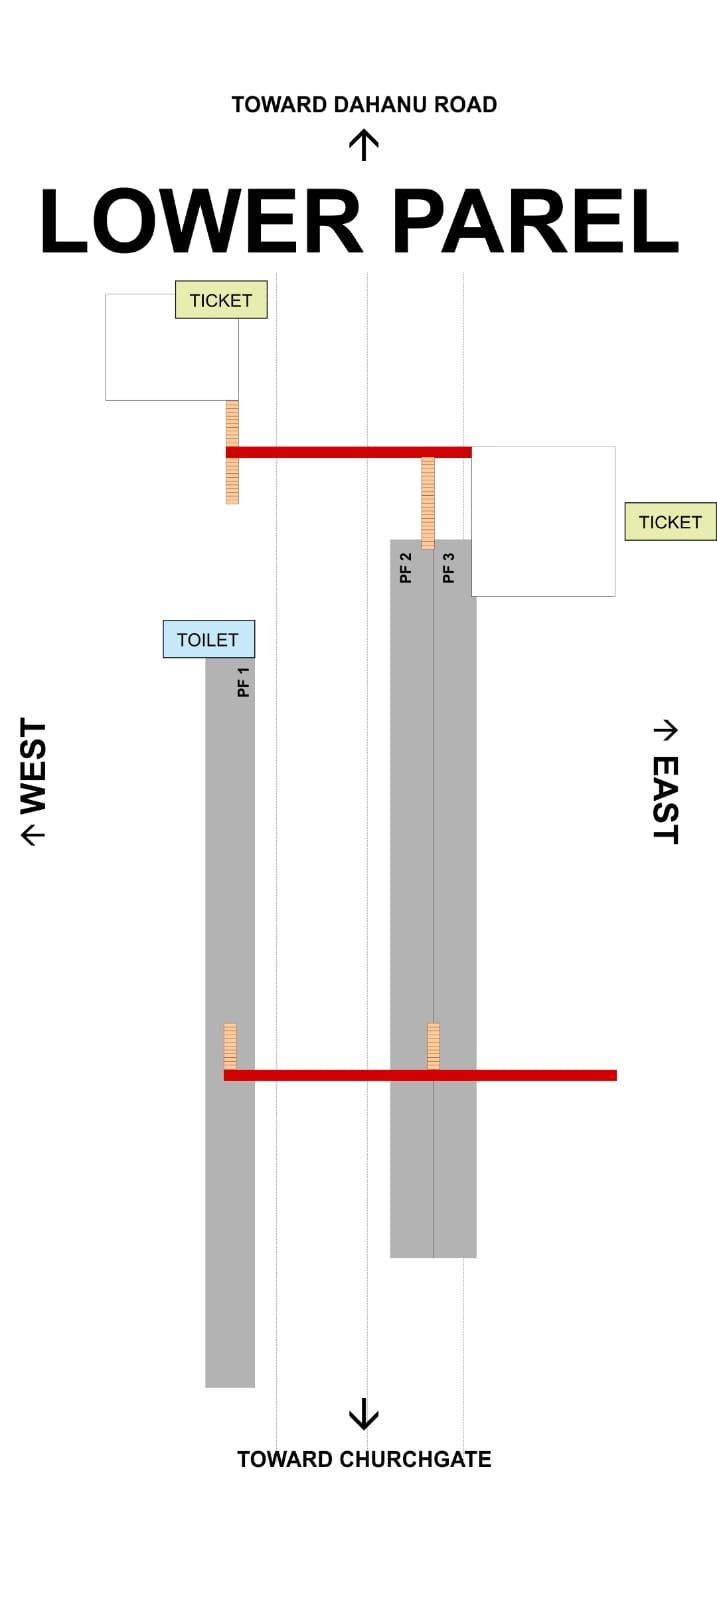 TOWARD DAHANU ROAD
↑
LOWER PAREL
TICKET
TICKET
PF 2
PF 3
TOILET
PF 1
← WEST
→ EAST
↓
TOWARD CHURCHGATE